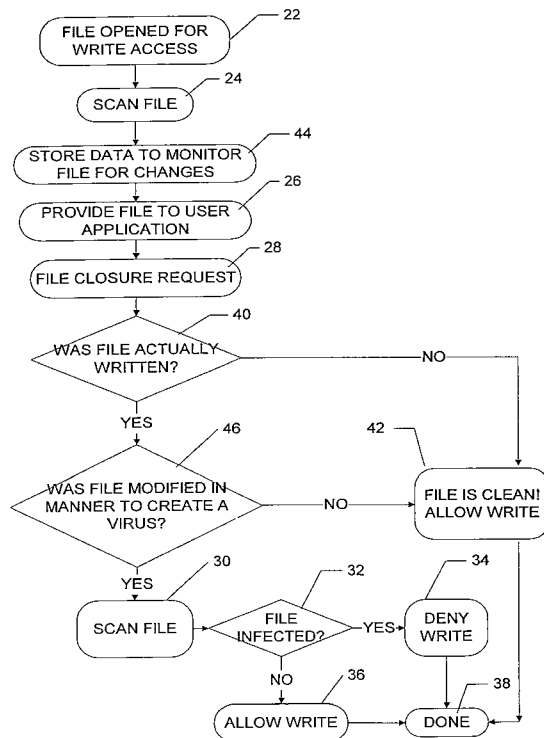 22
FILE OPENED FOR
WRITE ACCESS
24
SCAN FILE
44
STORE DATA TO MONITOR
FILE FOR CHANGES
26
PROVIDE FILE TO USER
APPLICATION
28
FILE CLOSURE REQUEST
40
WAS FILE ACTUALLY
WRITTEN?
NO
YES
46
42
WAS FILE MODIFIED IN
MANNER TO CREATE A
VIRUS?
NO
FILE IS CLEAN!
ALLOW WRITE
YES
30
32
34
SCAN FILE
FILE
INFECTED?
YES
DENY
WRITE
NO
36
38
ALLOW WRITE
DONE